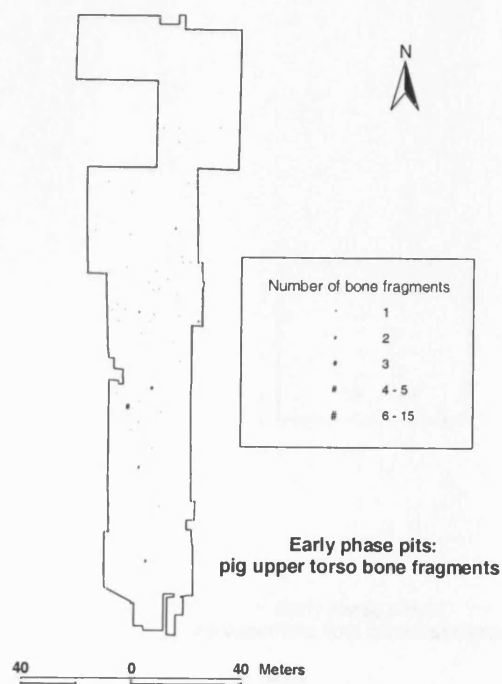 N
Number of bone fragments
1
2
3
4 - 5
6 - 15
Early phase pits:
pig upper torso bone fragments
40 0 40 Meters